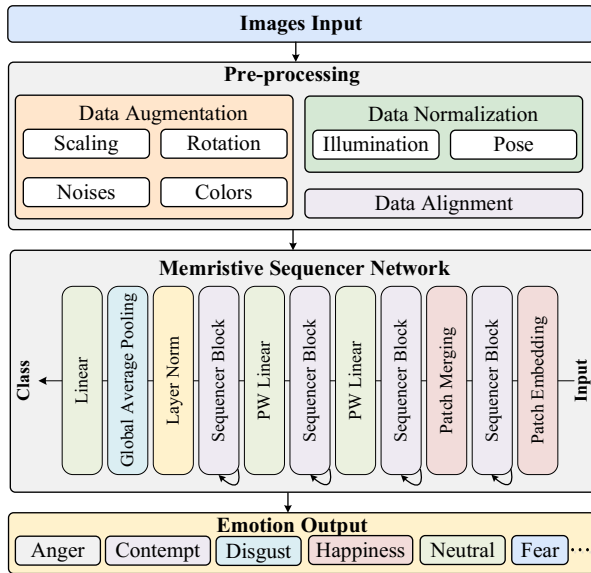 Images Input
Pre-processing
Data Augmentation
Scaling
Rotation
Noises
Colors
Data Normalization
Illumination
Pose
Data Alignment
Memristive Sequencer Network
Class
Linear
Global Average Pooling
Layer Norm
Sequencer Block
PW Linear
Sequencer Block
PW Linear
Sequencer Block
Patch Merging
Sequencer Block
Patch Embedding
Input
Emotion Output
Anger
Contempt
Disgust
Happiness
Neutral
Fear
...